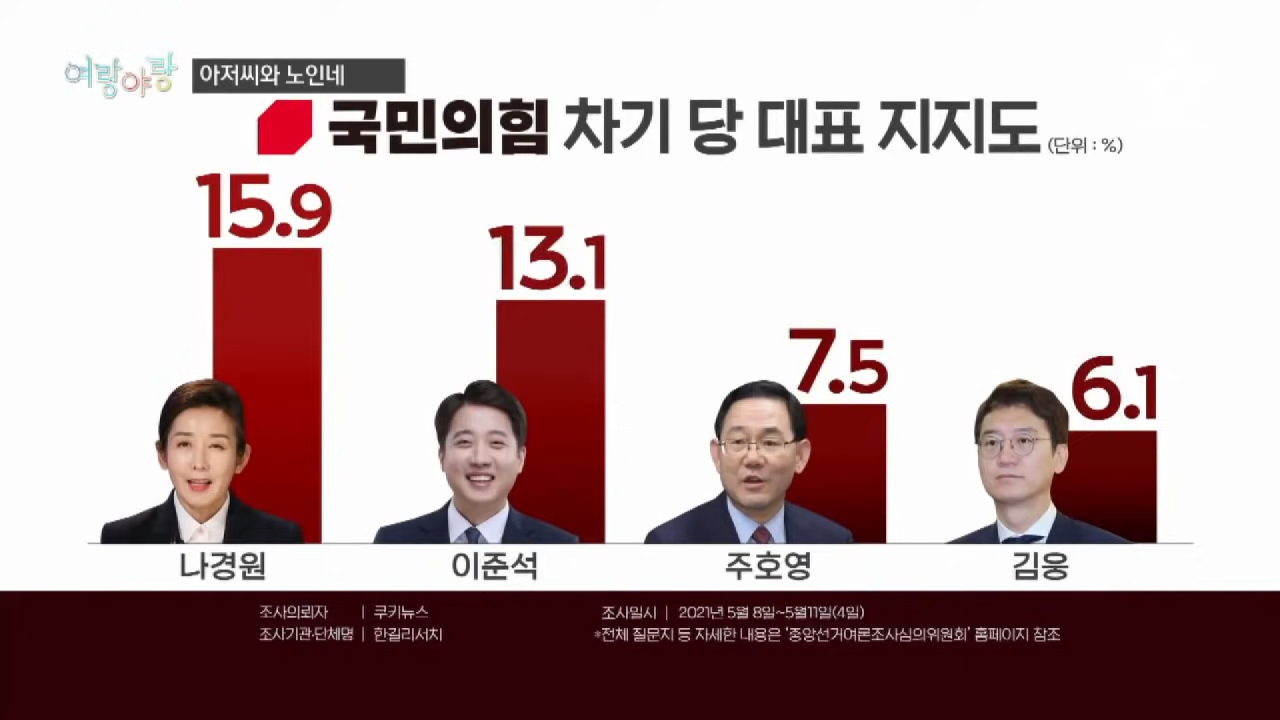 여랑야랑
아저씨와 노인네
국민의힘 차기 당 대표 지지도 (단위 : %)
15.9
13.1
7.5
6.1
나경원
이준석
주호영
김웅
조사의뢰자 | 쿠키뉴스
조사일시 | 2021년 5월 8일~5월11일(4일)
조사기관·단체명 | 한길리서치
*전체 질문지 등 자세한 내용은 '중앙선거여론조사심의위원회' 홈페이지 참조